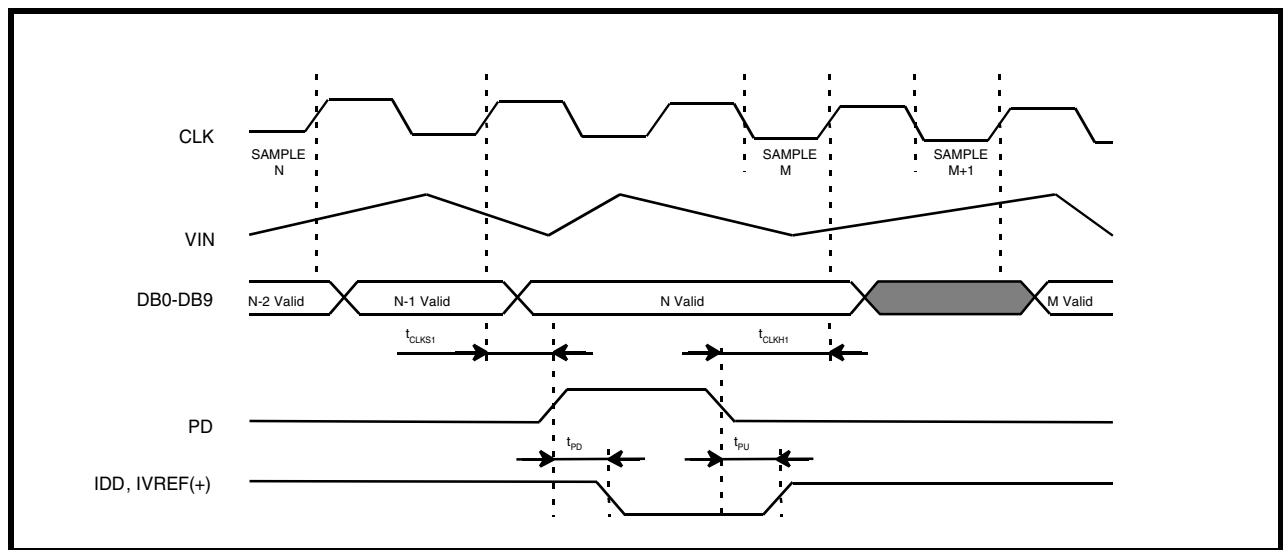 CLK
SAMPLE
N
SAMPLE
M
SAMPLE
M+1
VIN
DB0-DB9
N-2 Valid
N-1 Valid
N Valid
M Valid
tCLKS1
tCLKH1
PD
tPD
tPU
IDD, IVREF(+)